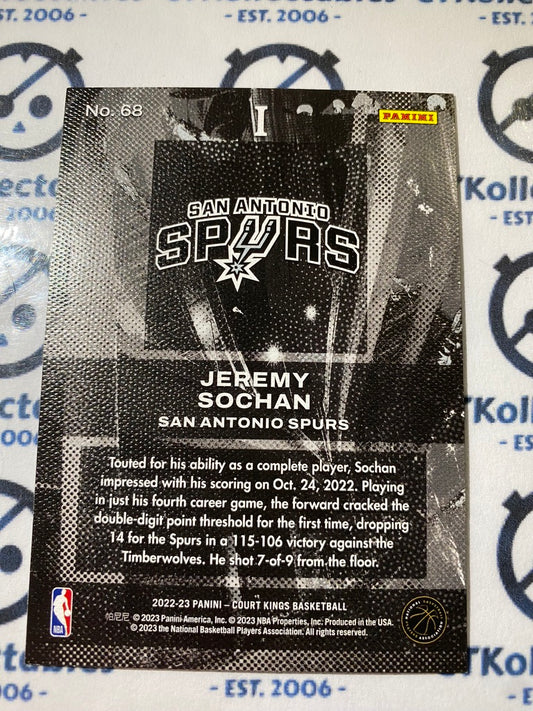 - EST. 2006 -
- EST. 2006 -
- EST.
No. 68
I
PANINI
2006 -
- EST.
SAN ANTONIO
SPURS
JEREMY
SOCHAN
SAN ANTONIO SPURS
Touted for his ability as a complete player, Sochan
impressed with his scoring on Oct. 24, 2022. Playing
in just his fourth career game, the forward cracked the
double-digit point threshold for the first time, dropping
14 for the Spurs in a 115-106 victory against the
Timberwolves. He shot 7-of-9 from the floor.
2022-23 PANINI – COURT KINGS BASKETBALL
帕尼尼 © 2023 Panini America, Inc. © 2023 NBA Properties, Inc. Produced in the USA.
© 2023 the National Basketball Players Association. All rights reserved.
NBA
- EST. 2006 -
- EST.